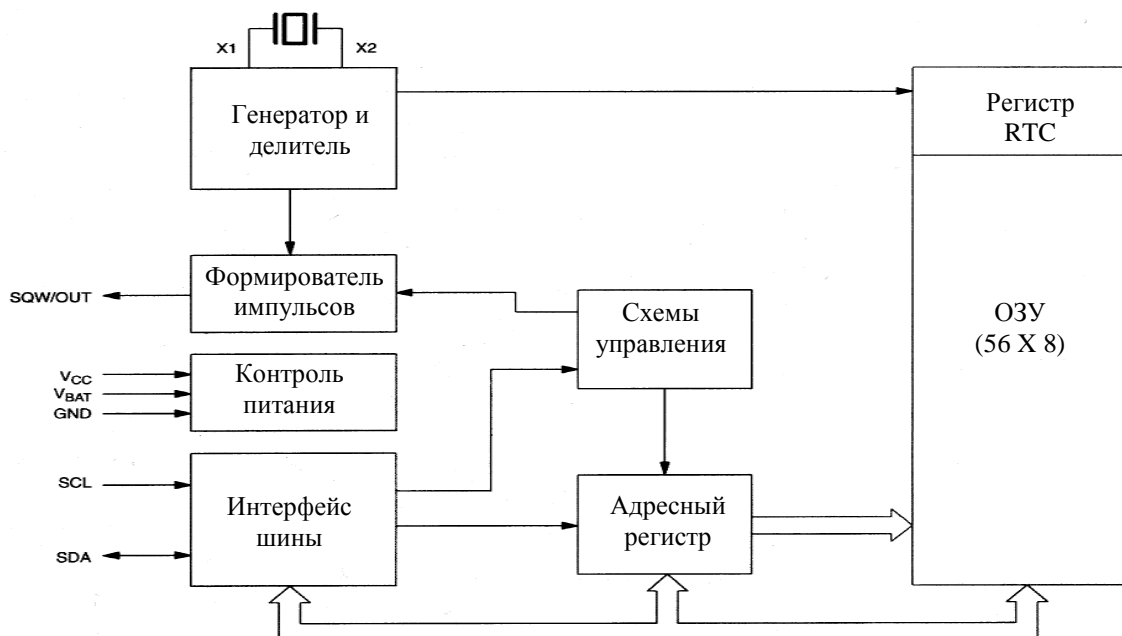 X1
X2
Генератор и
делитель
Регистр
RTC
Формирователь
импульсов
SQW/OUT
Схемы
управления
ОЗУ
(56 X 8)
VCC
VBAT
GND
Контроль
питания
SCL
SDA
Интерфейс
шины
Адресный
регистр